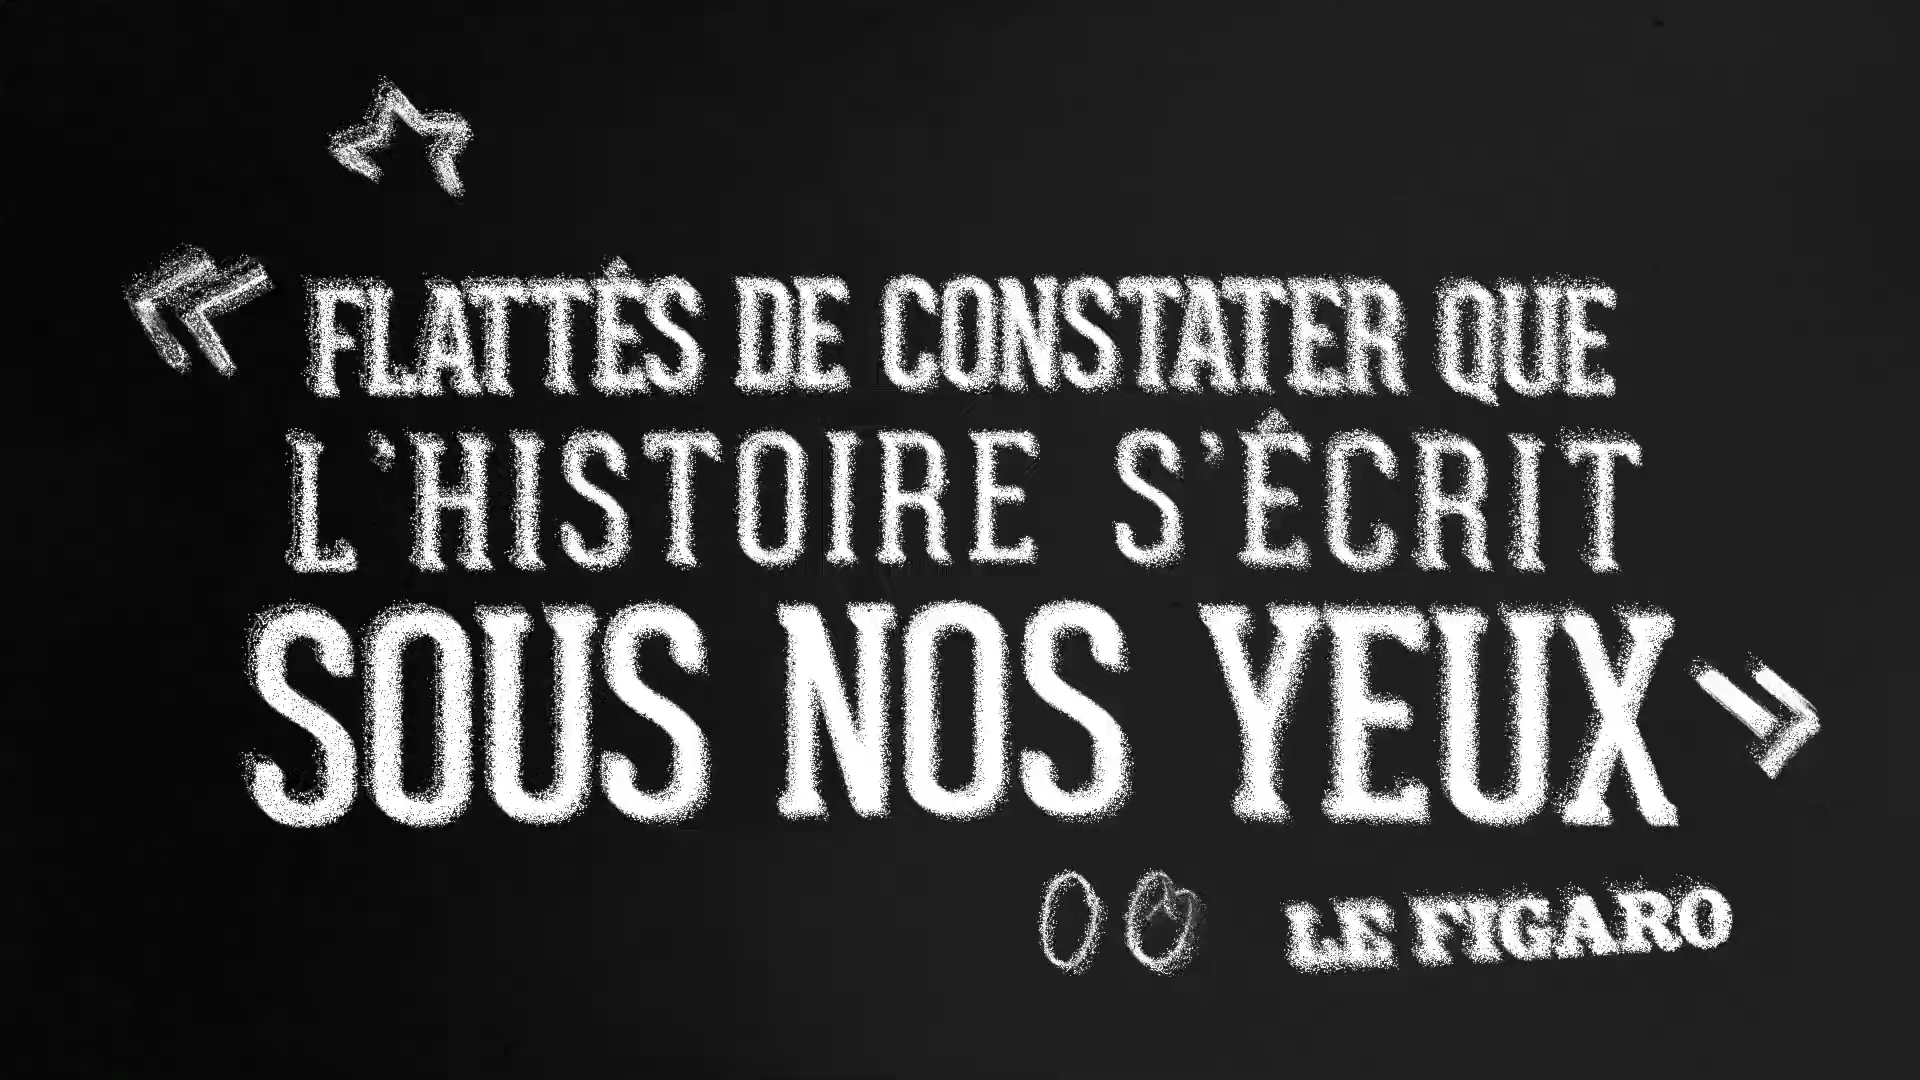 « FLATTÉS DE CONSTATER QUE
L'HISTOIRE S'ÉCRIT
SOUS NOS YEUX »
LE FIGARO